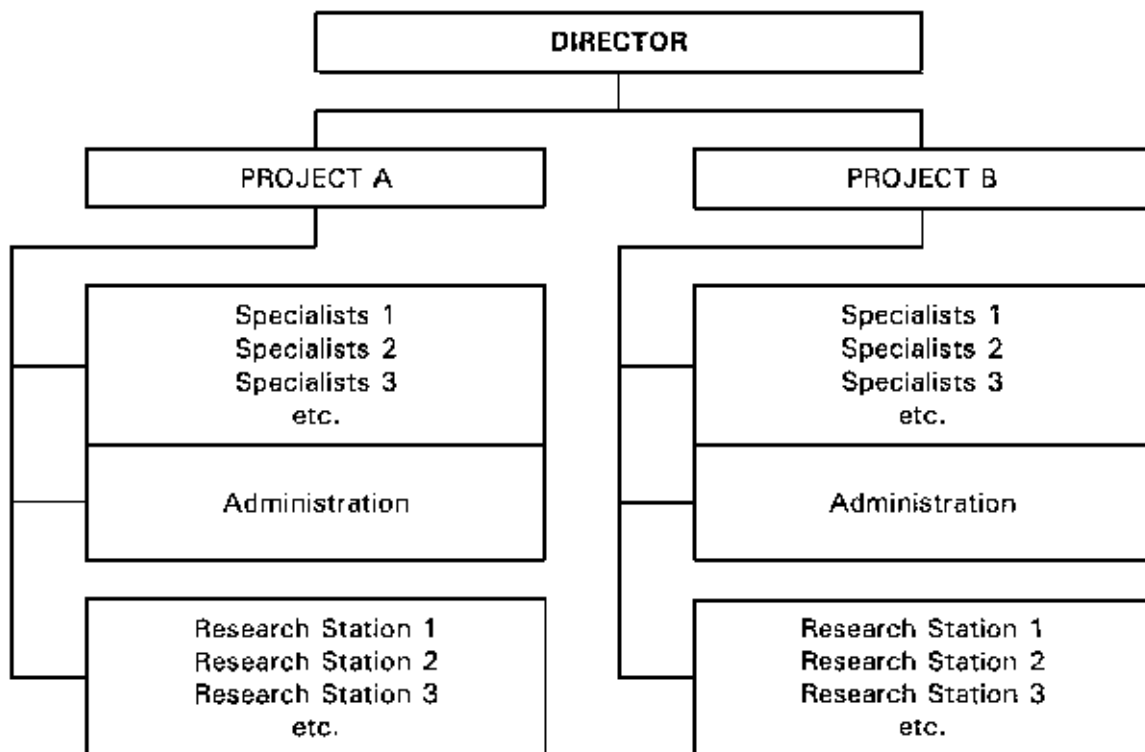 DIRECTOR
PROJECT A
PROJECT B
Specialists 1
Specialists 2
Specialists 3
etc.
Administration
Research Station 1
Research Station 2
Research Station 3
etc.
Specialists 1
Specialists 2
Specialists 3
etc.
Administration
Research Station 1
Research Station 2
Research Station 3
etc.